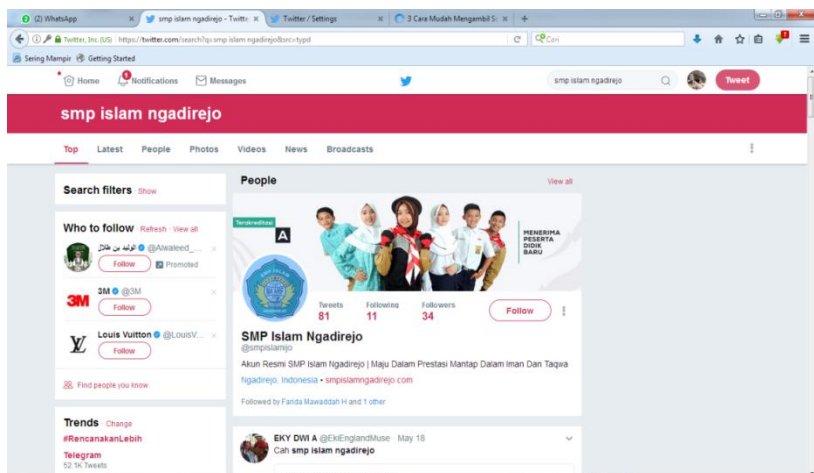 (2) WhatsApp
smp islam ngadirejo - Twitte
Twitter / Settings
3 Cara Mudah Mengambil Sc
Twitter, Inc. (US)
https://twitter.com/search?q=smp islam ngadirejo&src=typd
Cari
Sering Mampir
Getting Started
Home
Notifications
Messages
smp islam ngadirejo
Tweet
smp islam ngadirejo
Top Latest People Photos Videos News Broadcasts
Search filters · Show
Who to follow · Refresh · View all
الوليد بن طلال @Alwaleed_...
Follow
Promoted
3M
3M @3M
Follow
Louis Vuitton @LouisV...
Follow
Find people you know
Trends · Change
#RencanakanLebih
Telegram
52.1K Tweets
People
View all
Terakreditasi
A
MENERIMA
PESERTA
DIDIK
BARU
SMP ISLAM
Tweets Following Followers
81 11 34
Follow
SMP Islam Ngadirejo
@smpislamijo
Akun Resmi SMP Islam Ngadirejo | Maju Dalam Prestasi Mantap Dalam Iman Dan Taqwa
Ngadirejo, Indonesia • smpislamngadirejo.com
Followed by Farida Mawaddah H and 1 other
EKY DWI A @EkiEnglandMuse · May 18
Cah smp islam ngadirejo